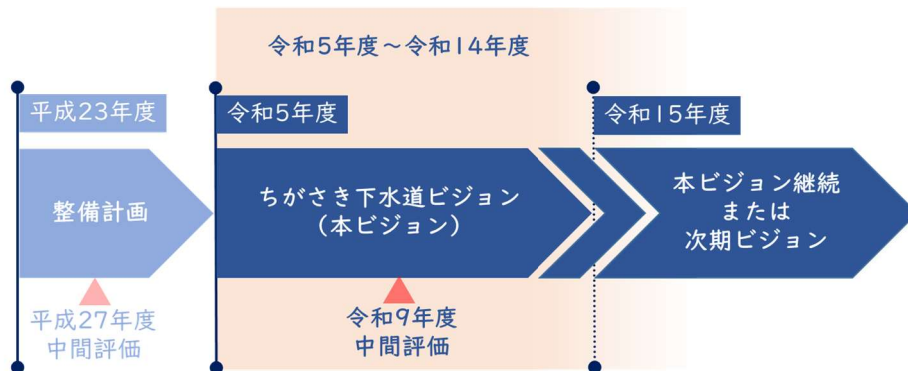 令和5年度～令和14年度
平成23年度
令和5年度
令和15年度
整備計画
ちがさき下水道ビジョン
（本ビジョン）
本ビジョン継続
または
次期ビジョン
平成27年度
中間評価
令和9年度
中間評価